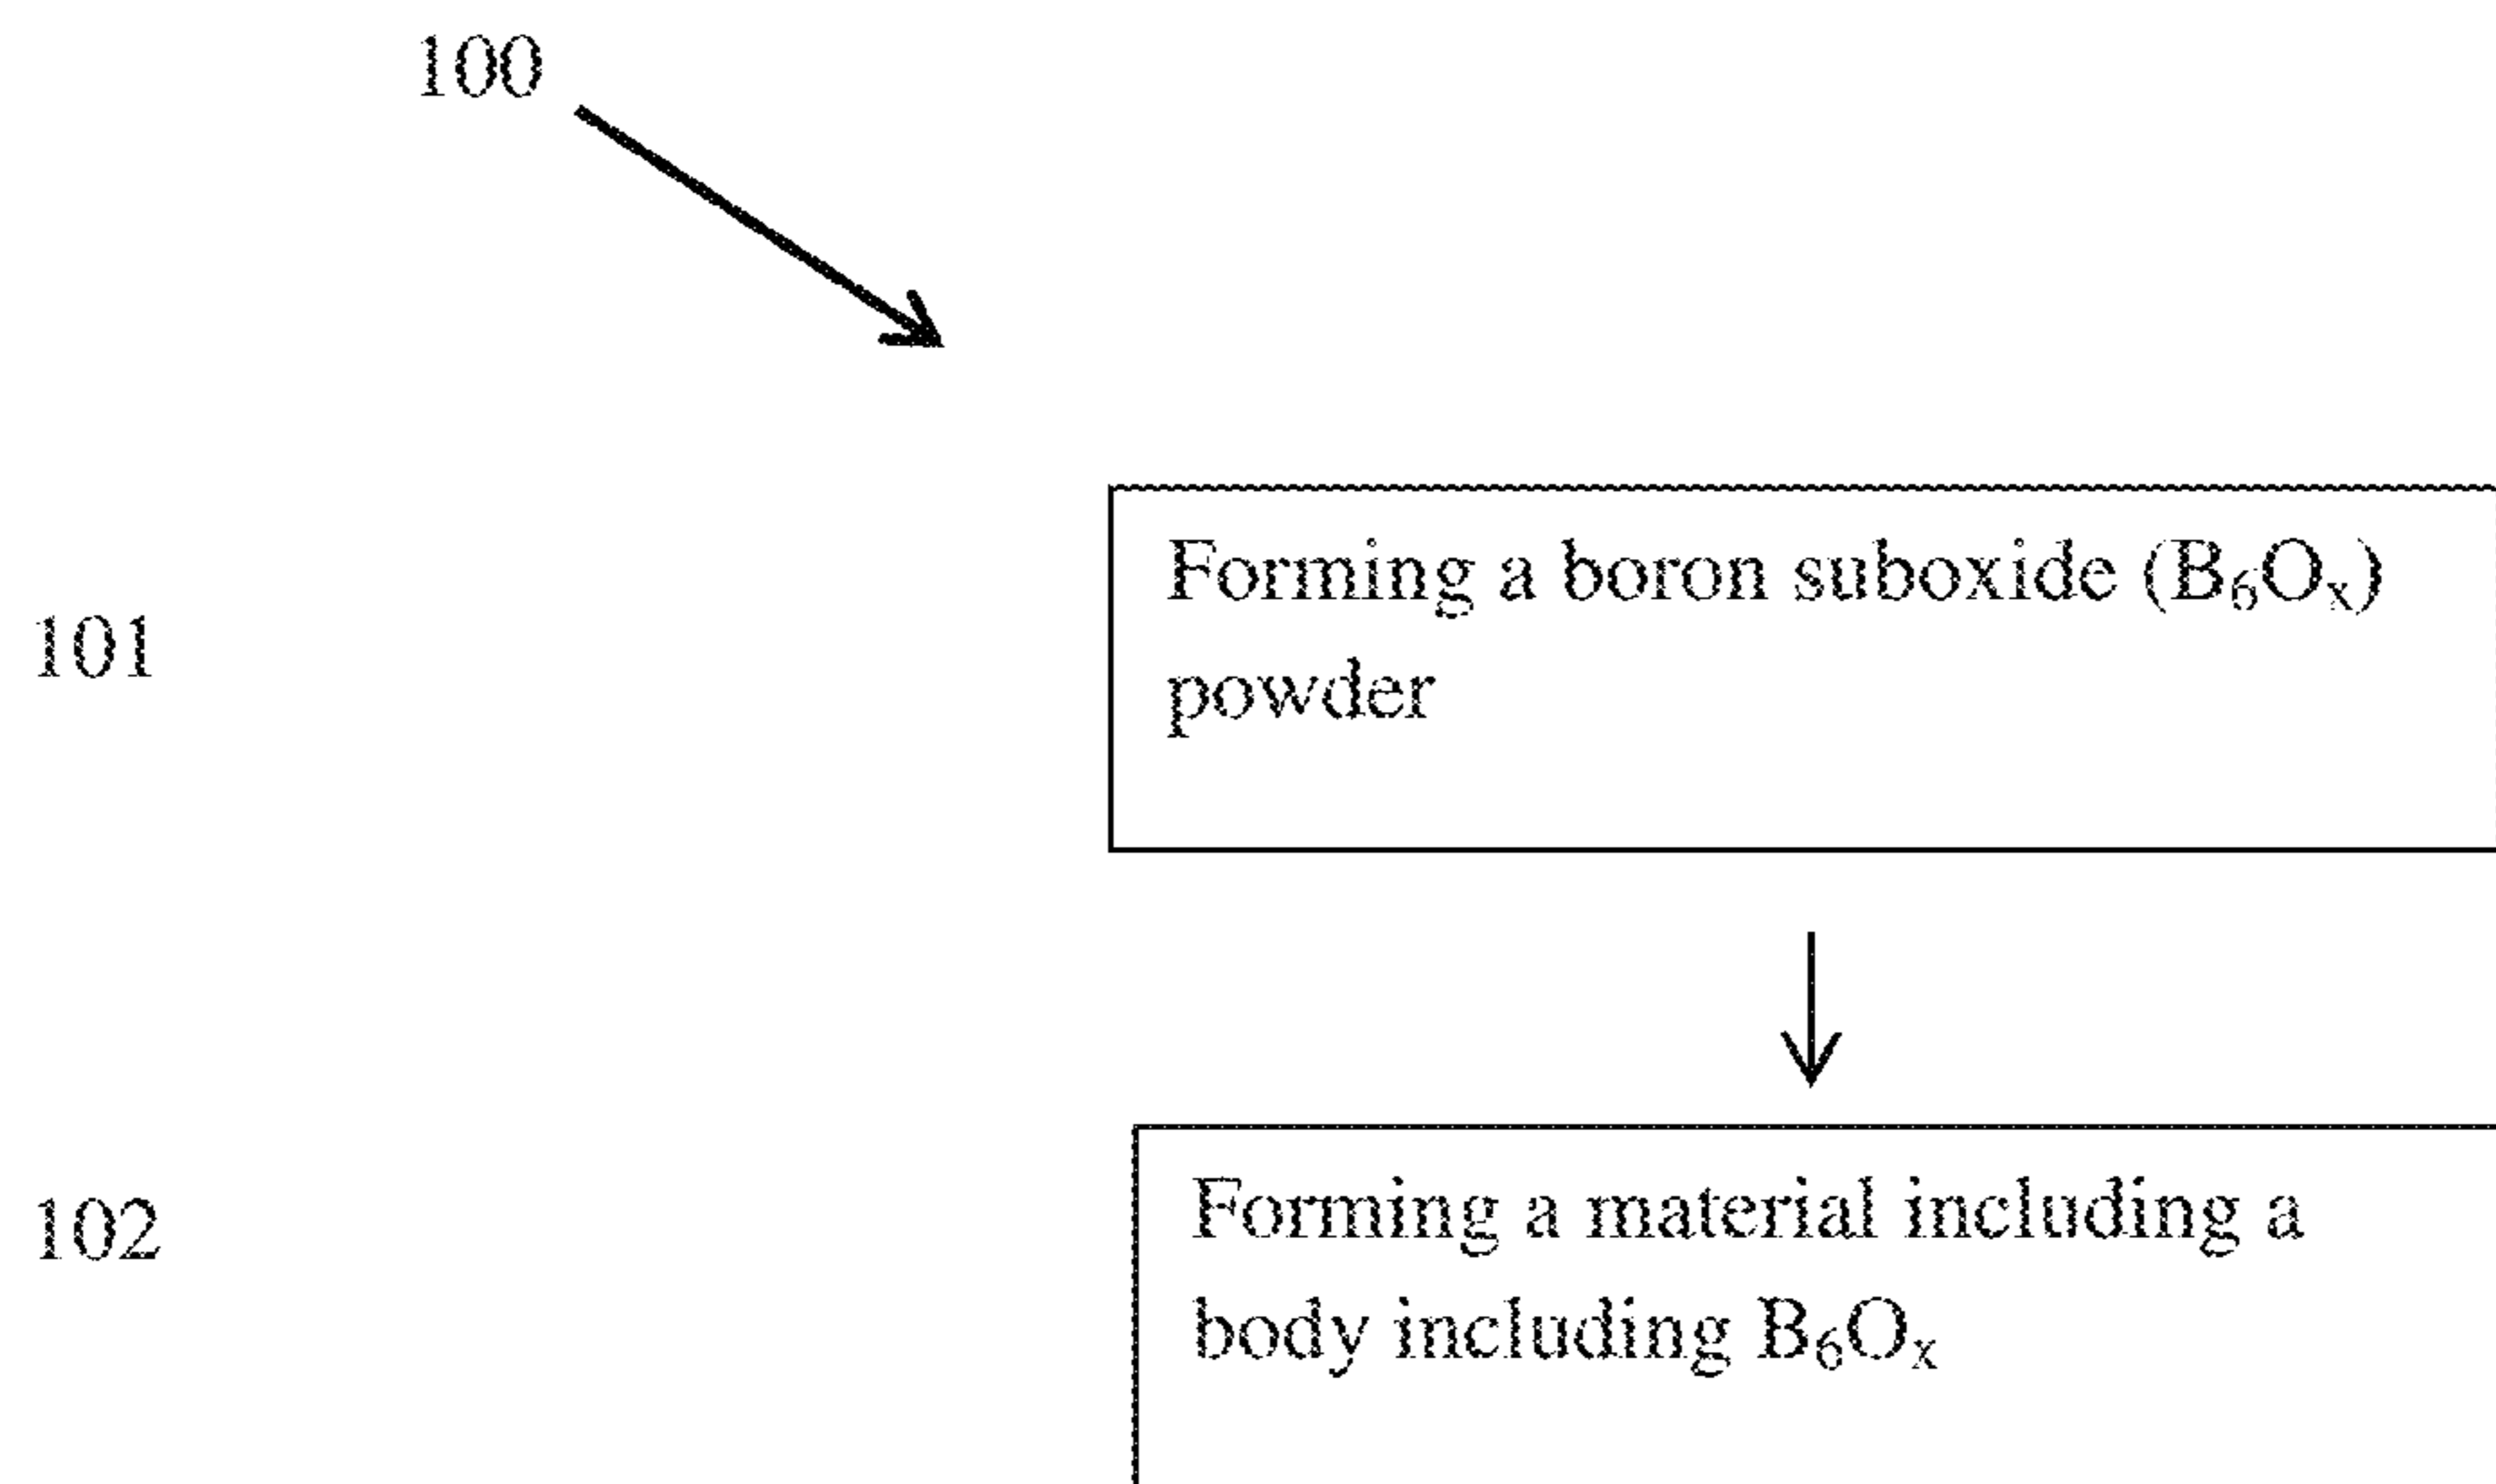 100
101
Forming a boron suboxide (B₆Oₓ)
powder
102
Forming a material including a
body including B₆Oₓ